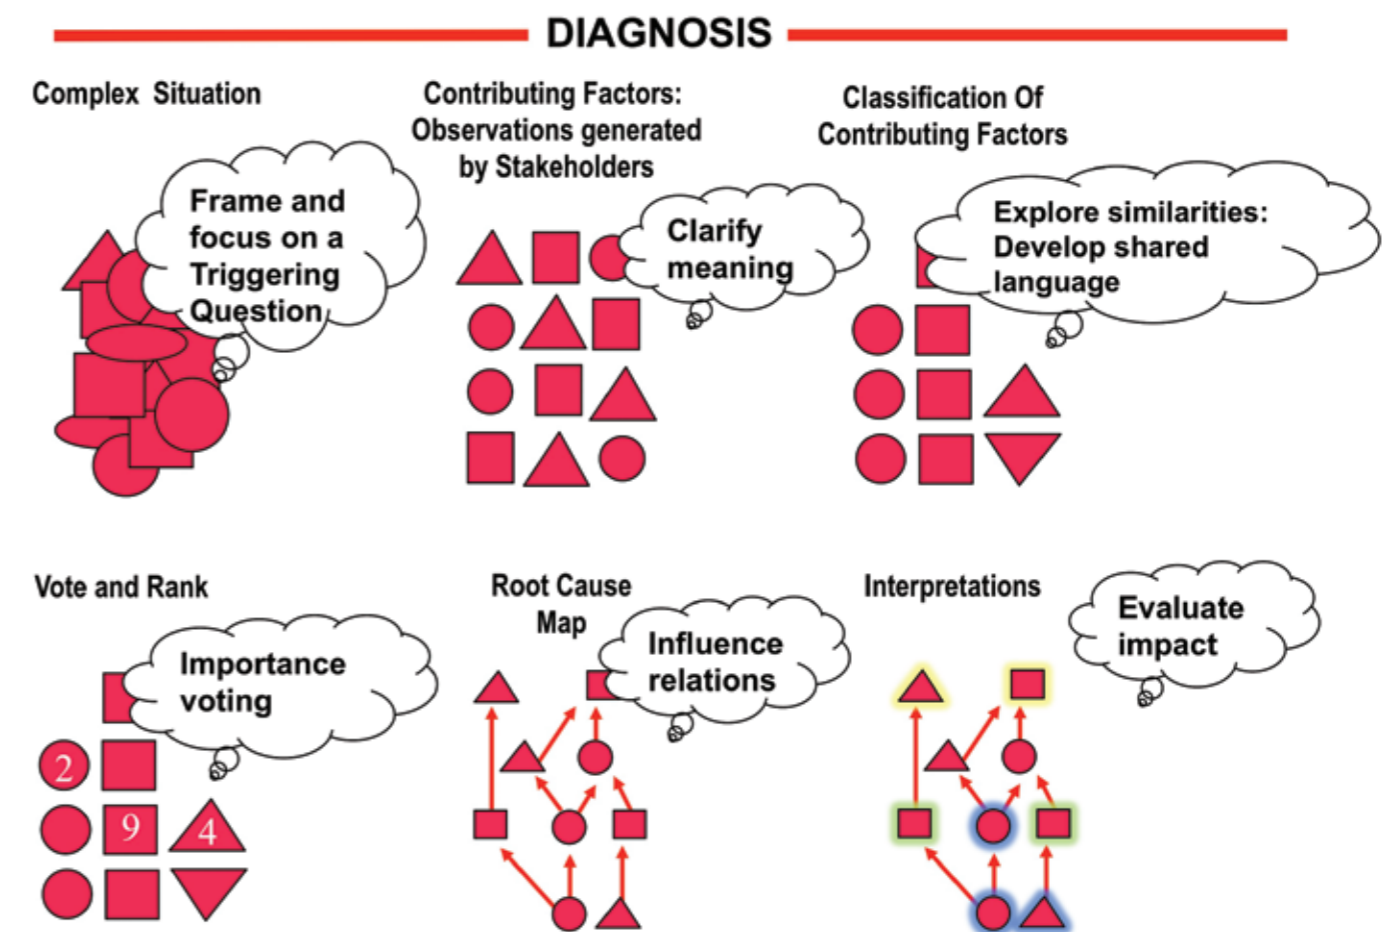 DIAGNOSIS
Complex Situation
Frame and
focus on a
Triggering
Question
Contributing Factors:
Observations generated
by Stakeholders
Clarify
meaning
Classification Of
Contributing Factors
Explore similarities:
Develop shared
language
Vote and Rank
Importance
voting
2
9
4
Root Cause
Map
Influence
relations
Interpretations
Evaluate
impact